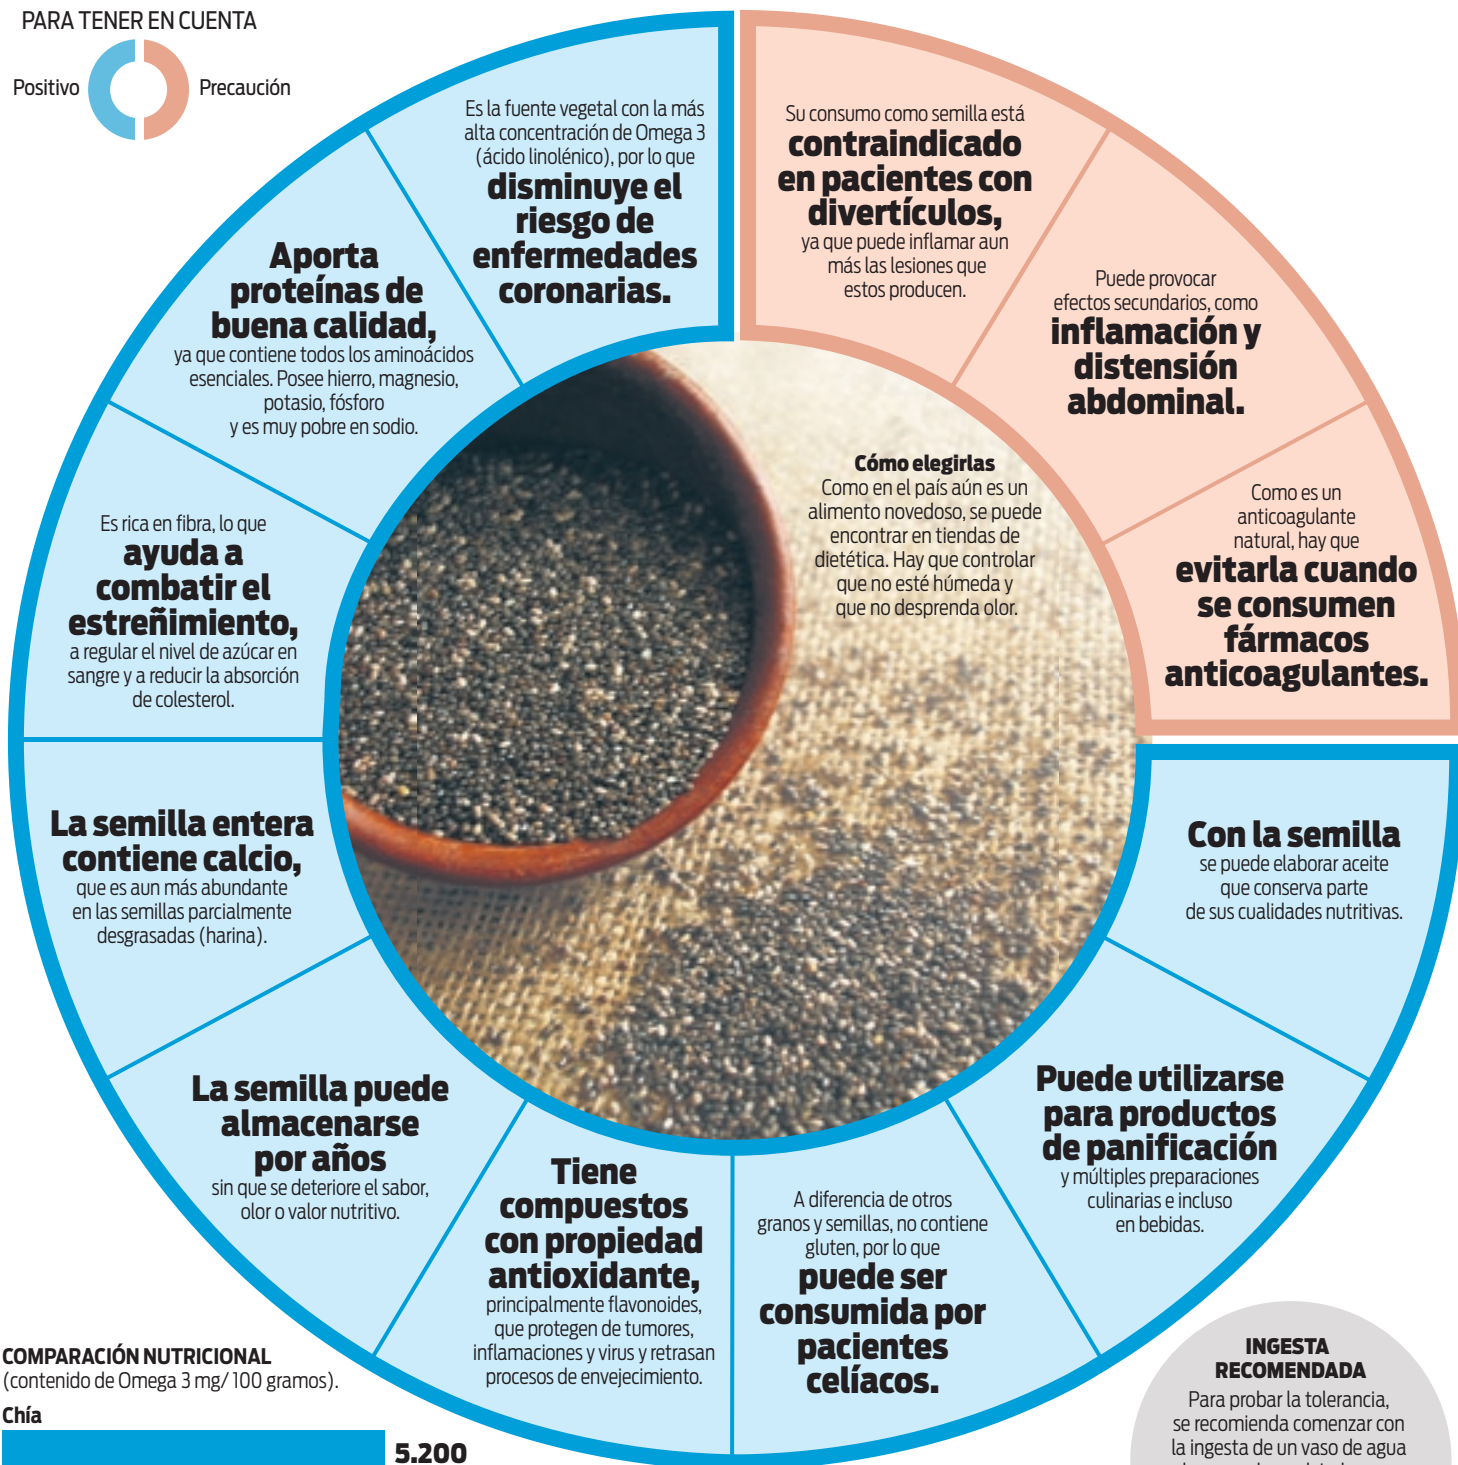 PARA TENER EN CUENTA
Positivo
Precaución
Es la fuente vegetal con la más
alta concentración de Omega 3
(ácido linolénico), por lo que
disminuye el
riesgo de
enfermedades
coronarias.
Su consumo como semilla está
contraindicado
en pacientes con
divertículos,
ya que puede inflamar aun
más las lesiones que
estos producen.
Puede provocar
efectos secundarios, como
inflamación y
distensión
abdominal.
Como es un
anticoagulante
natural, hay que
evitarla cuando
se consumen
fármacos
anticoagulantes.
Aporta
proteínas de
buena calidad,
ya que contiene todos los aminoácidos
esenciales. Posee hierro, magnesio,
potasio, fósforo
y es muy pobre en sodio.
Es rica en fibra, lo que
ayuda a
combatir el
estreñimiento,
a regular el nivel de azúcar en
sangre y a reducir la absorción
de colesterol.
Cómo elegirlas
Como en el país aún es un
alimento novedoso, se puede
encontrar en tiendas de
dietética. Hay que controlar
que no esté húmeda y
que no desprenda olor.
La semilla entera
contiene calcio,
que es aun más abundante
en las semillas parcialmente
desgrasadas (harina).
Con la semilla
se puede elaborar aceite
que conserva parte
de sus cualidades nutritivas.
La semilla puede
almacenarse
por años
sin que se deteriore el sabor,
olor o valor nutritivo.
Tiene
compuestos
con propiedad
antioxidante,
principalmente flavonoides,
que protegen de tumores,
inflamaciones y virus y retrasan
procesos de envejecimiento.
A diferencia de otros
granos y semillas, no contiene
gluten, por lo que
puede ser
consumida por
pacientes
celíacos.
Puede utilizarse
para productos
de panificación
y múltiples preparaciones
culinarias e incluso
en bebidas.
COMPARACIÓN NUTRICIONAL
(contenido de Omega 3 mg/ 100 gramos).
Chía
5.200
INGESTA
RECOMENDADA
Para probar la tolerancia,
se recomienda comenzar con
la ingesta de un vaso de agua